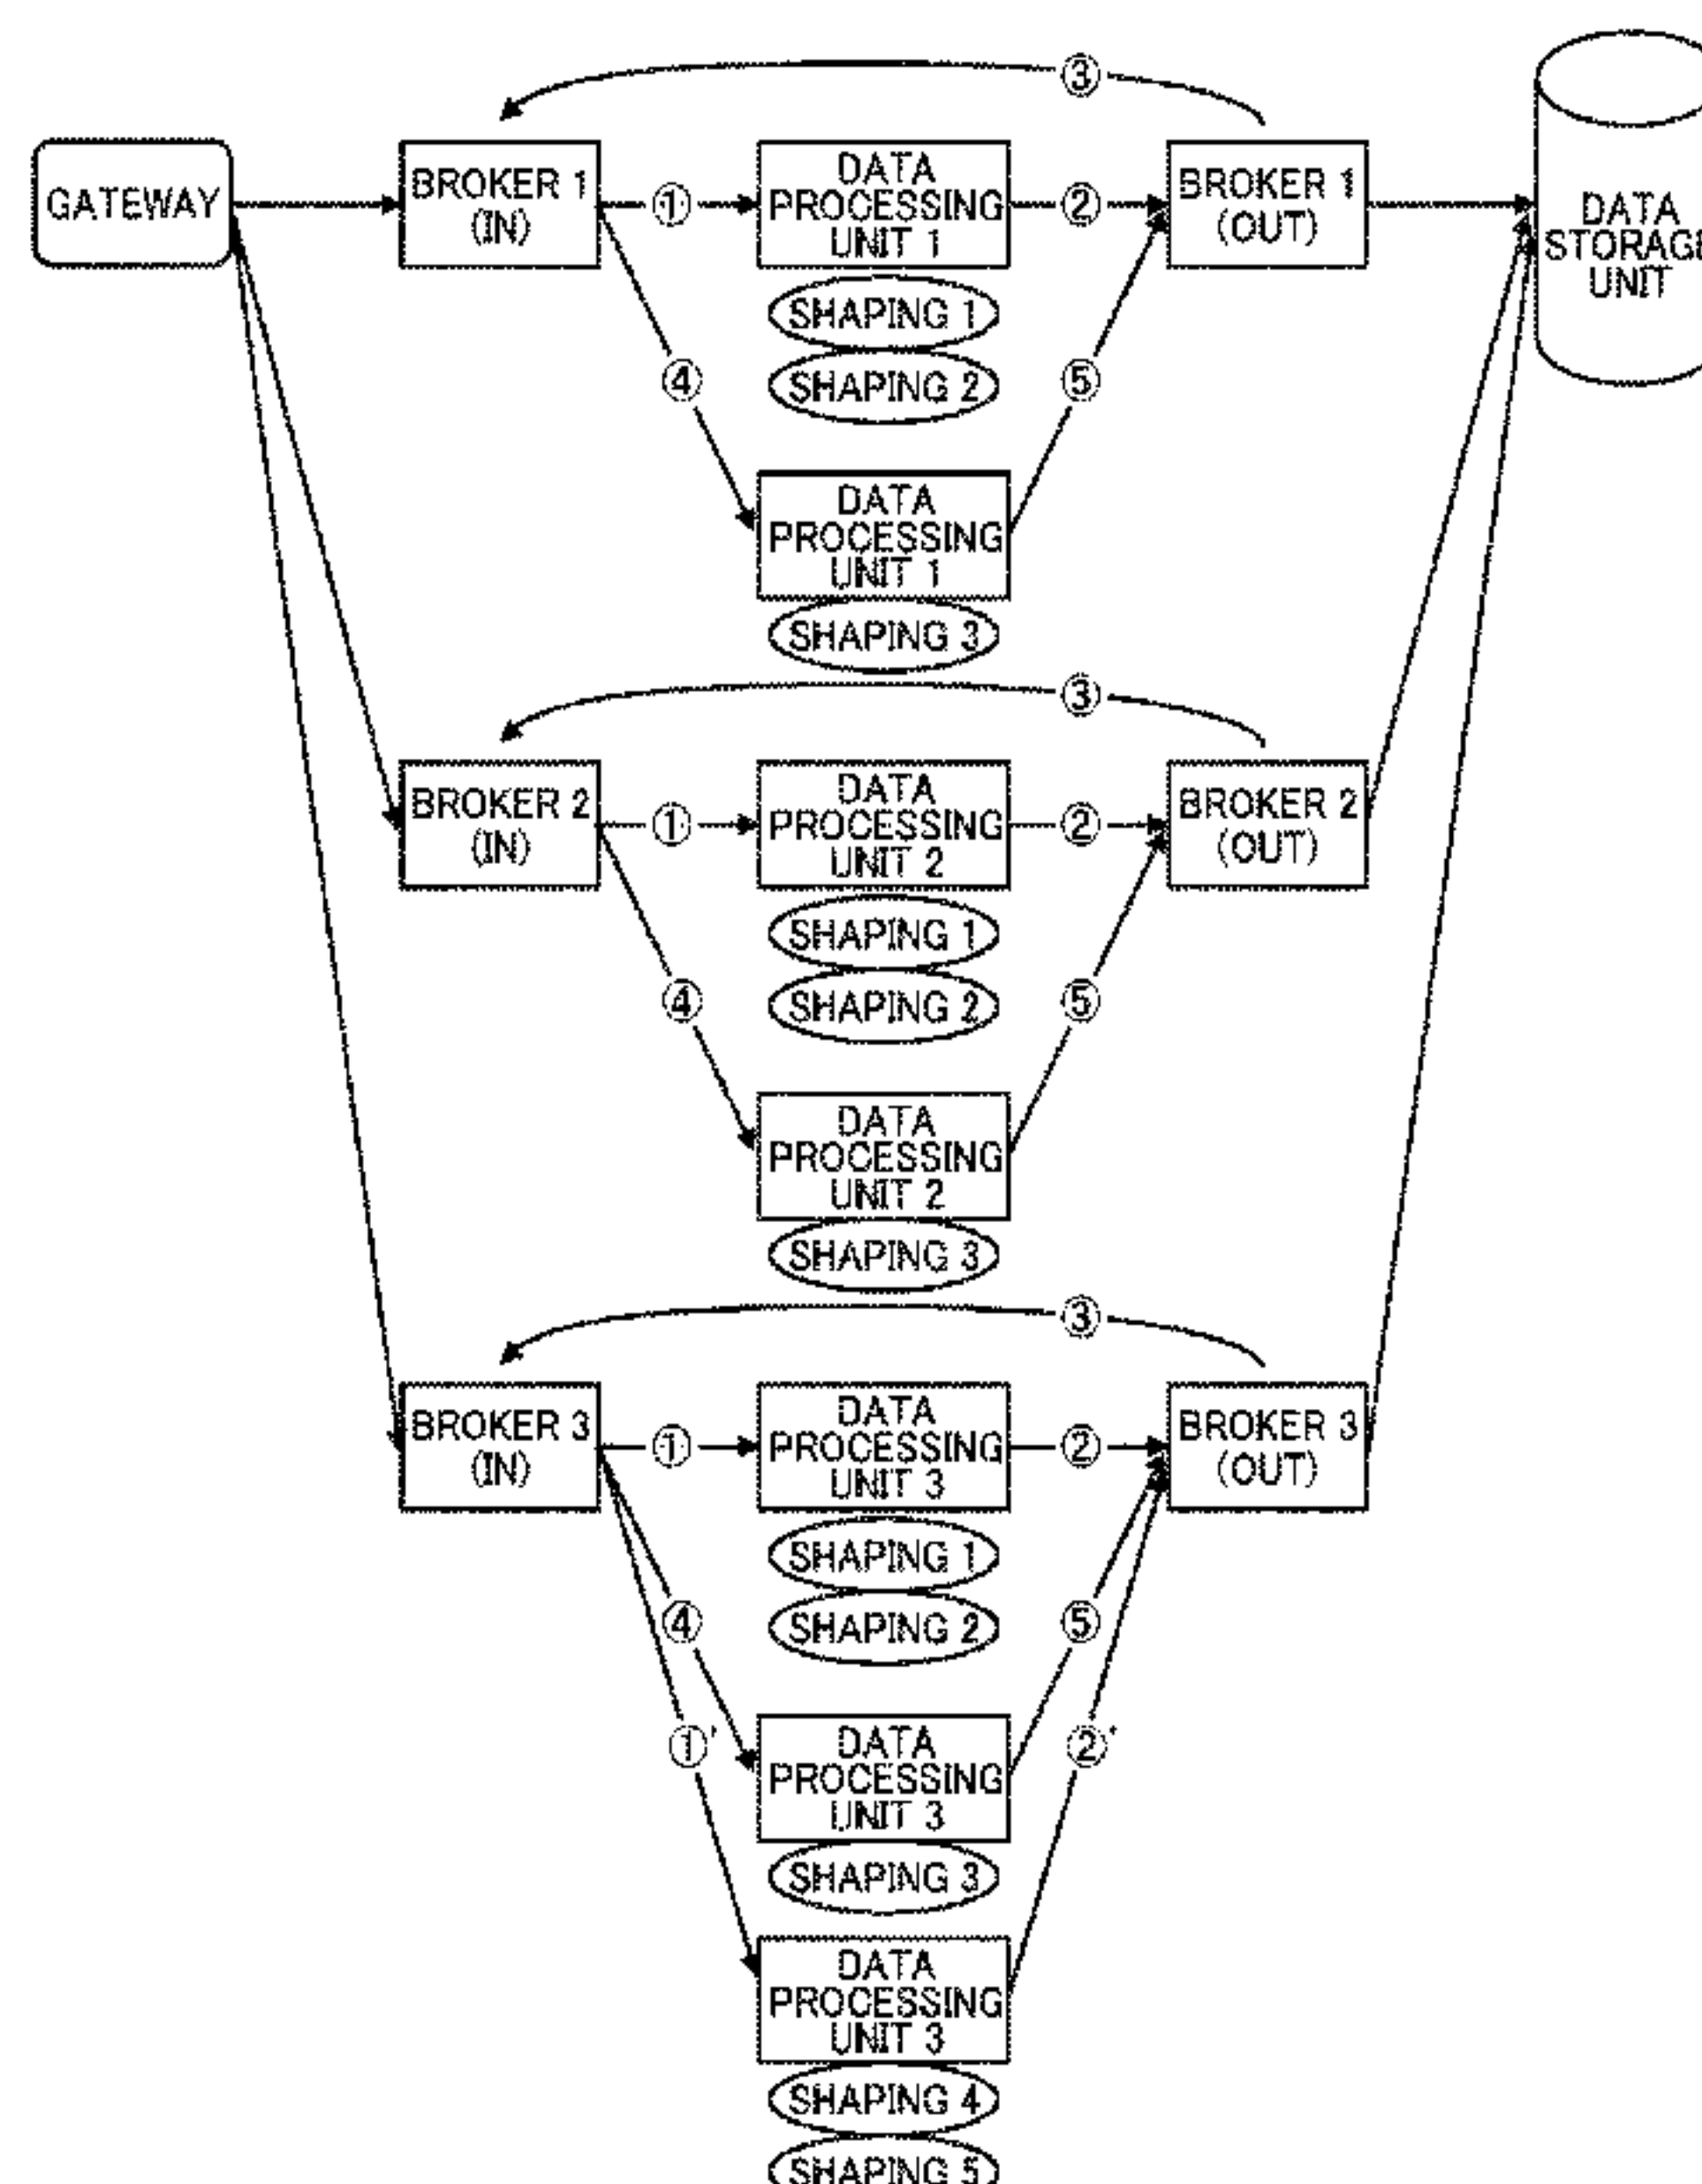 ③
GATEWAY
BROKER 1
(IN)
①
DATA
PROCESSING
UNIT 1
②
BROKER 1
(OUT)
DATA
STORAGE
UNIT
SHAPING 1
SHAPING 2
④
⑤
DATA
PROCESSING
UNIT 1
SHAPING 3
③
BROKER 2
(IN)
①
DATA
PROCESSING
UNIT 2
②
BROKER 2
(OUT)
SHAPING 1
SHAPING 2
④
⑤
DATA
PROCESSING
UNIT 2
SHAPING 3
③
BROKER 3
(IN)
①
DATA
PROCESSING
UNIT 3
②
BROKER 3
(OUT)
SHAPING 1
SHAPING 2
④
⑤
①'
②'
DATA
PROCESSING
UNIT 3
SHAPING 3
DATA
PROCESSING
UNIT 3
SHAPING 4
SHAPING 5